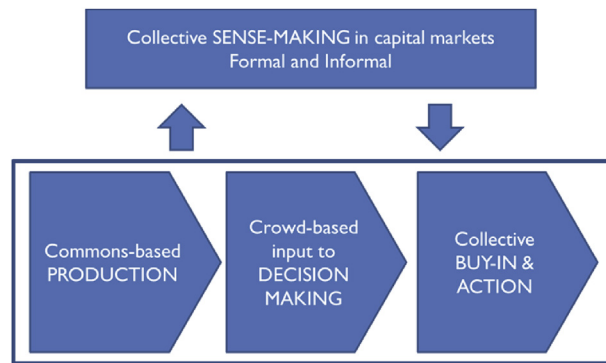 Collective SENSE-MAKING in capital markets
Formal and Informal
Commons-based
PRODUCTION
Crowd-based
input to
DECISION
MAKING
Collective
BUY-IN &
ACTION